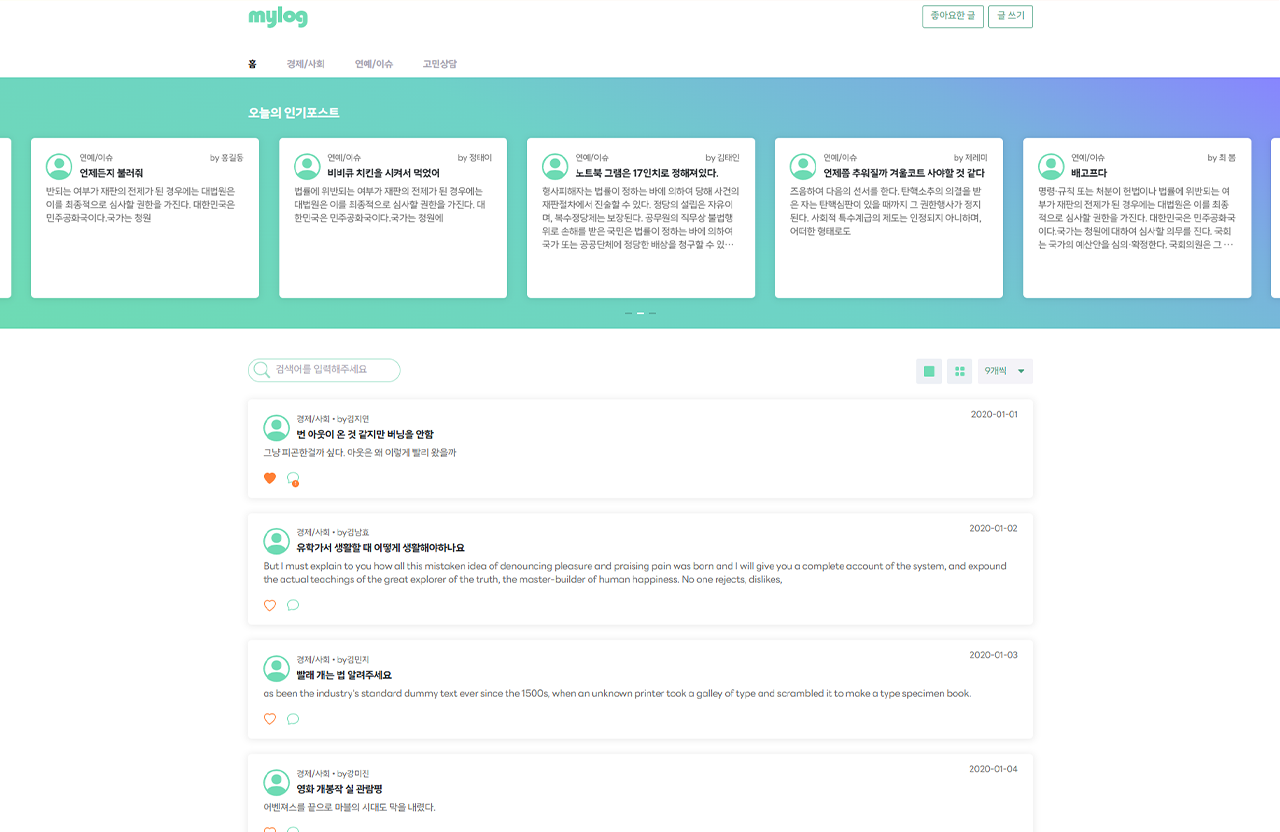 mylog
좋아요한 글
글 쓰기
홈
경제/사회
연예/이슈
고민상담
오늘의 인기포스트
연예/이슈
by 홍길동
언제든지 불러줘
반되는 여부가 재판의 전제가 된 경우에는 대법원은
이를 최종적으로 심사할 권한을 가진다. 대한민국은
민주공화국이다.국가는 청원
연예/이슈
by 정태이
비비큐 치킨을 시켜서 먹었어
법률에 위반되는 여부가 재판의 전제가 된 경우에는
대법원은 이를 최종적으로 심사할 권한을 가진다. 대
한민국은 민주공화국이다.국가는 청원에
연예/이슈
by 김태인
노트북 그램은 17인치로 정해져있다.
형사피해자는 법률이 정하는 바에 의하여 당해 사건의
재판절차에서 진술할 수 있다. 정당의 설립은 자유이
며, 복수정당제는 보장된다. 공무원의 직무상 불법행
위로 손해를 받은 국민은 법률이 정하는 바에 의하여
국가 또는 공공단체에 정당한 배상을 청구할 수 있…
연예/이슈
by 제레미
언제쯤 추워질까 겨울코트 사야할 것 같다
즈음하여 다음의 선서를 한다. 탄핵소추의 의결을 받
은 자는 탄핵심판이 있을 때까지 그 권한행사가 정지
된다. 사회적 특수계급의 제도는 인정되지 아니하며,
어떠한 형태로도
연예/이슈
by 최 봄
배고프다
명령·규칙 또는 처분이 헌법이나 법률에 위반되는 여
부가 재판의 전제가 된 경우에는 대법원은 이를 최종
적으로 심사할 권한을 가진다. 대한민국은 민주공화국
이다.국가는 청원에 대하여 심사할 의무를 진다. 국회
는 국가의 예산안을 심의·확정한다. 국회의원은 그 …
검색어를 입력해주세요
9개씩
경제/사회 • by김지연
2020-01-01
번 아웃이 온 것 같지만 버닝을 안함
그냥 피곤한걸까 싶다. 아웃은 왜 이렇게 빨리 왔을까
경제/사회 • by김남효
2020-01-02
유학가서 생활할 때 어떻게 생활해야하나요
But I must explain to you how all this mistaken idea of denouncing pleasure and praising pain was born and I will give you a complete account of the system, and expound
the actual teachings of the great explorer of the truth, the master-builder of human happiness. No one rejects, dislikes,
경제/사회 • by김민지
2020-01-03
빨래 개는 법 알려주세요
as been the industry's standard dummy text ever since the 1500s, when an unknown printer took a galley of type and scrambled it to make a type specimen book.
경제/사회 • by강미진
2020-01-04
영화 개봉작 실 관람평
어벤져스를 끝으로 마블의 시대도 막을 내렸다.